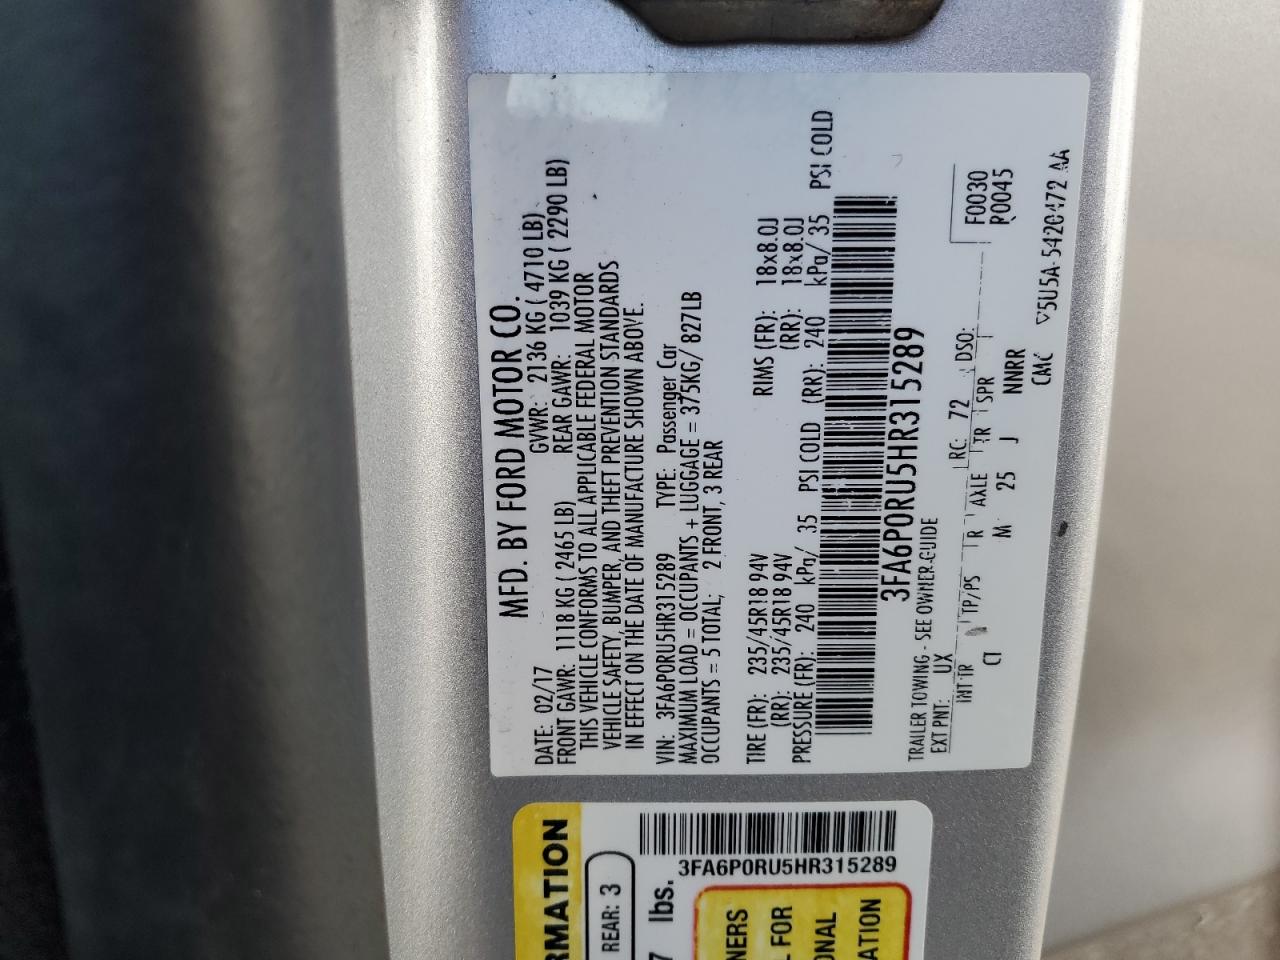 MFD. BY FORD MOTOR CO.
DATE: 02/17 GVWR: 2136 KG ( 4710 LB)
FRONT GAWR: 1118 KG ( 2465 LB) REAR GAWR: 1039 KG ( 2290 LB)
THIS VEHICLE CONFORMS TO ALL APPLICABLE FEDERAL MOTOR
VEHICLE SAFETY, BUMPER, AND THEFT PREVENTION STANDARDS
IN EFFECT ON THE DATE OF MANUFACTURE SHOWN ABOVE.
VIN: 3FA6P0RU5HR315289 TYPE: Passenger Car
MAXIMUM LOAD = OCCUPANTS + LUGGAGE = 375KG/ 827LB
OCCUPANTS = 5 TOTAL; 2 FRONT, 3 REAR
TIRE (FR): 235/45R18 94V RIMS (FR): 18x8.0J
(RR): 235/45R18 94V (RR): 18x8.0J
PRESSURE (FR): 240 kPa/ 35 PSI COLD (RR): 240 kPa/ 35 PSI COLD
3FA6P0RU5HR315289
TRAILER TOWING - SEE OWNER-GUIDE
EXT PNT: UX RC: 72 DSO: F0030
INT TR TP/PS R AXLE TR SPR R0045
CI M 25 J NNRR
CMC 5U5A-5420472 AA
RMATION
REAR: 3
7 lbs.
3FA6P0RU5HR315289
NERS
L FOR
ONAL
ATION